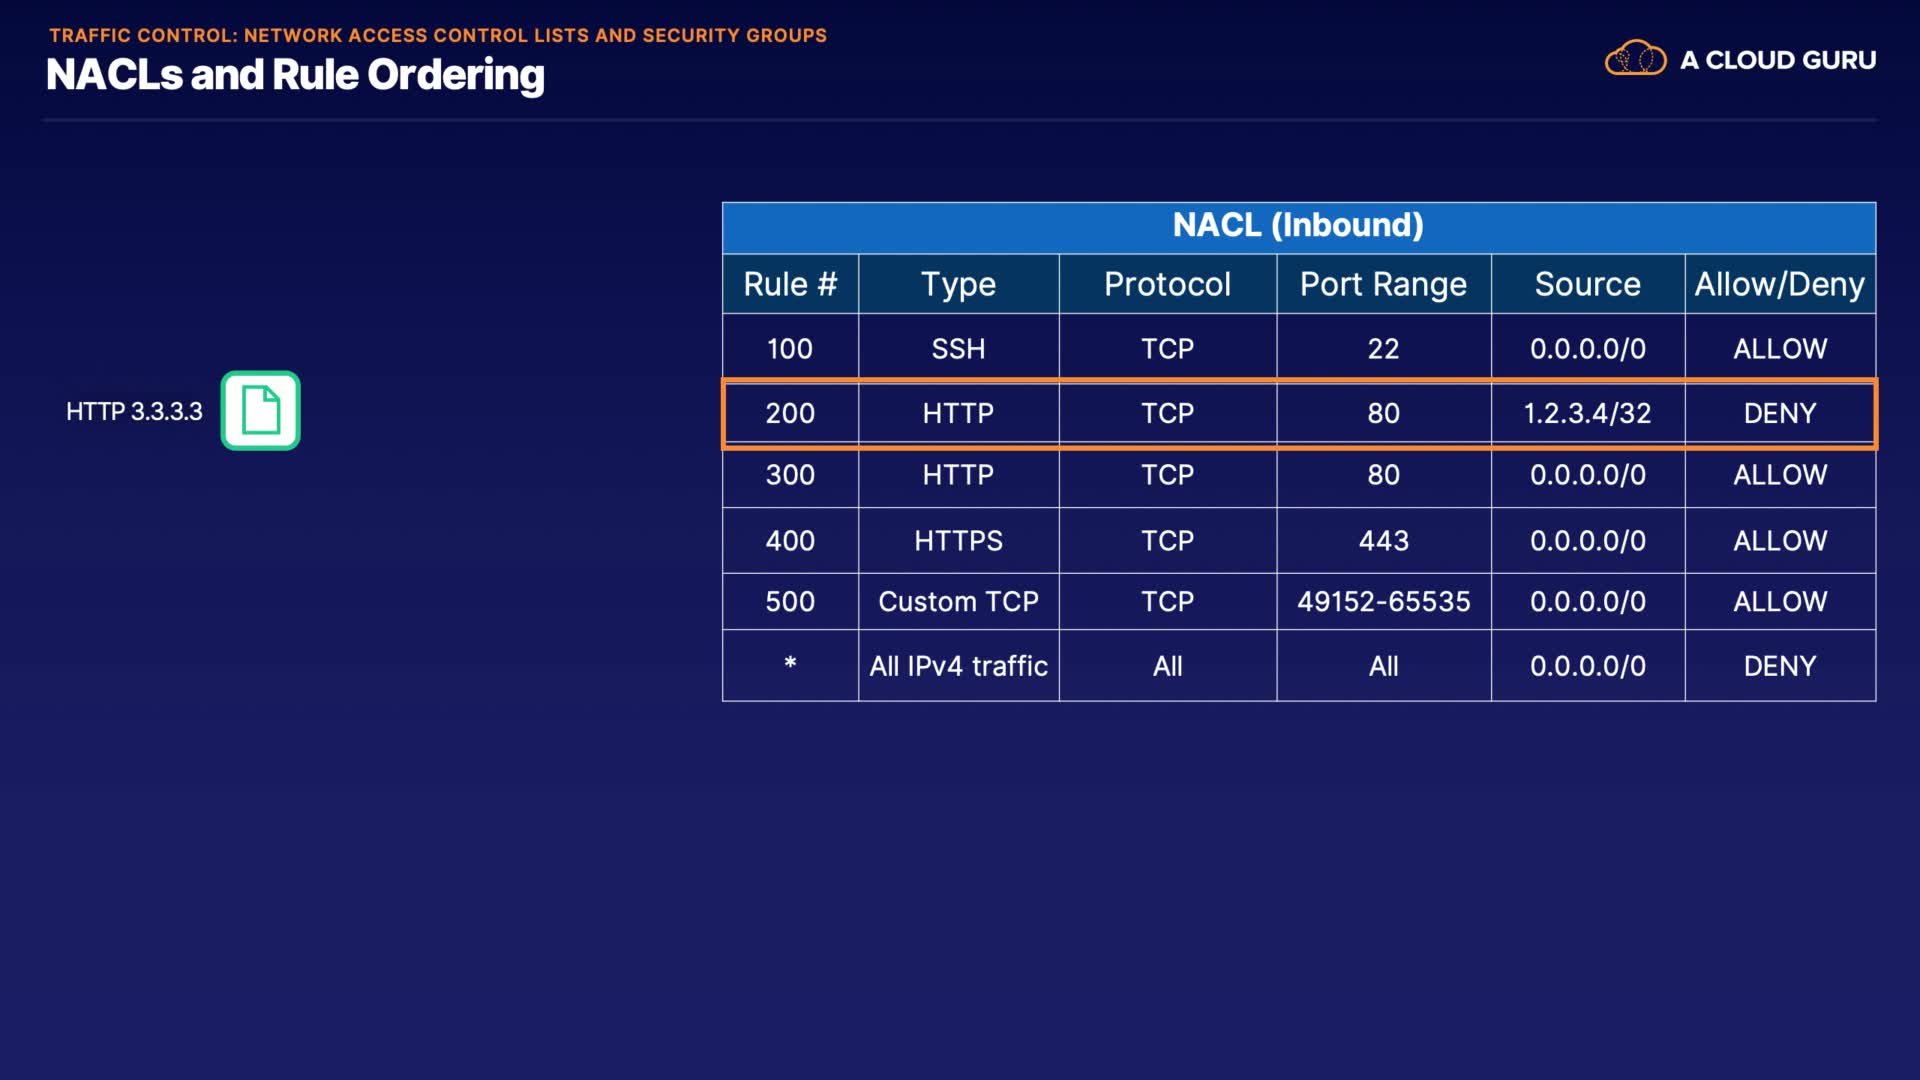 TRAFFIC CONTROL: NETWORK ACCESS CONTROL LISTS AND SECURITY GROUPS
NACLs and Rule Ordering
A CLOUD GURU
NACL (Inbound)
Rule # Type Protocol Port Range Source Allow/Deny
100 SSH TCP 22 0.0.0.0/0 ALLOW
HTTP 3.3.3.3
200 HTTP TCP 80 1.2.3.4/32 DENY
300 HTTP TCP 80 0.0.0.0/0 ALLOW
400 HTTPS TCP 443 0.0.0.0/0 ALLOW
500 Custom TCP TCP 49152-65535 0.0.0.0/0 ALLOW
* All IPv4 traffic All All 0.0.0.0/0 DENY